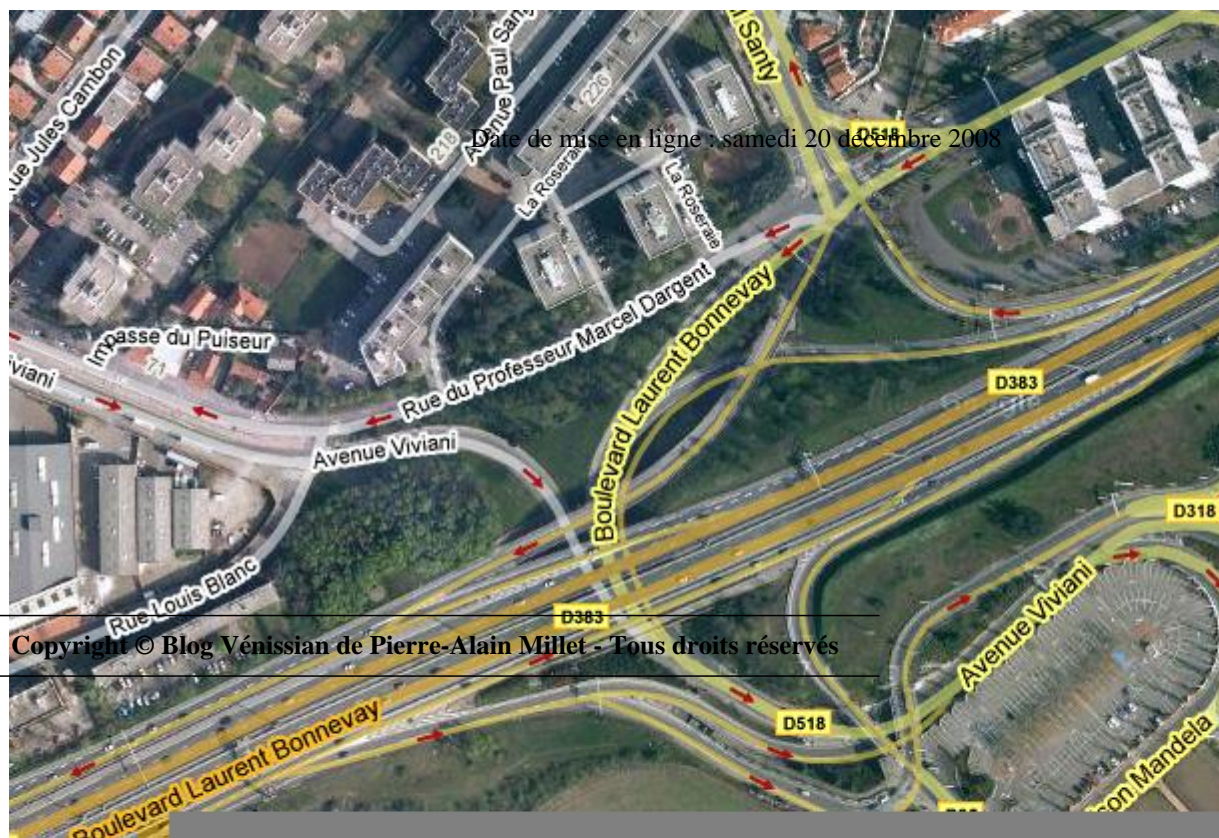 Rue Jules Cambon
Avenue Paul Santy
218
226
La Roseraie
La Roseraie
Santy
D518
Date de mise en ligne : samedi 20 décembre 2008
Impasse du Puiseur
71
Viviani
Rue du Professeur Marcel Dargent
Boulevard Laurent Bonnevay
D383
Avenue Viviani
D318
Rue Louis Blanc
D383
Avenue Viviani
Copyright © Blog Vénissian de Pierre-Alain Millet - Tous droits réservés
D518
Boulevard Laurent Bonnevay
son Mandela